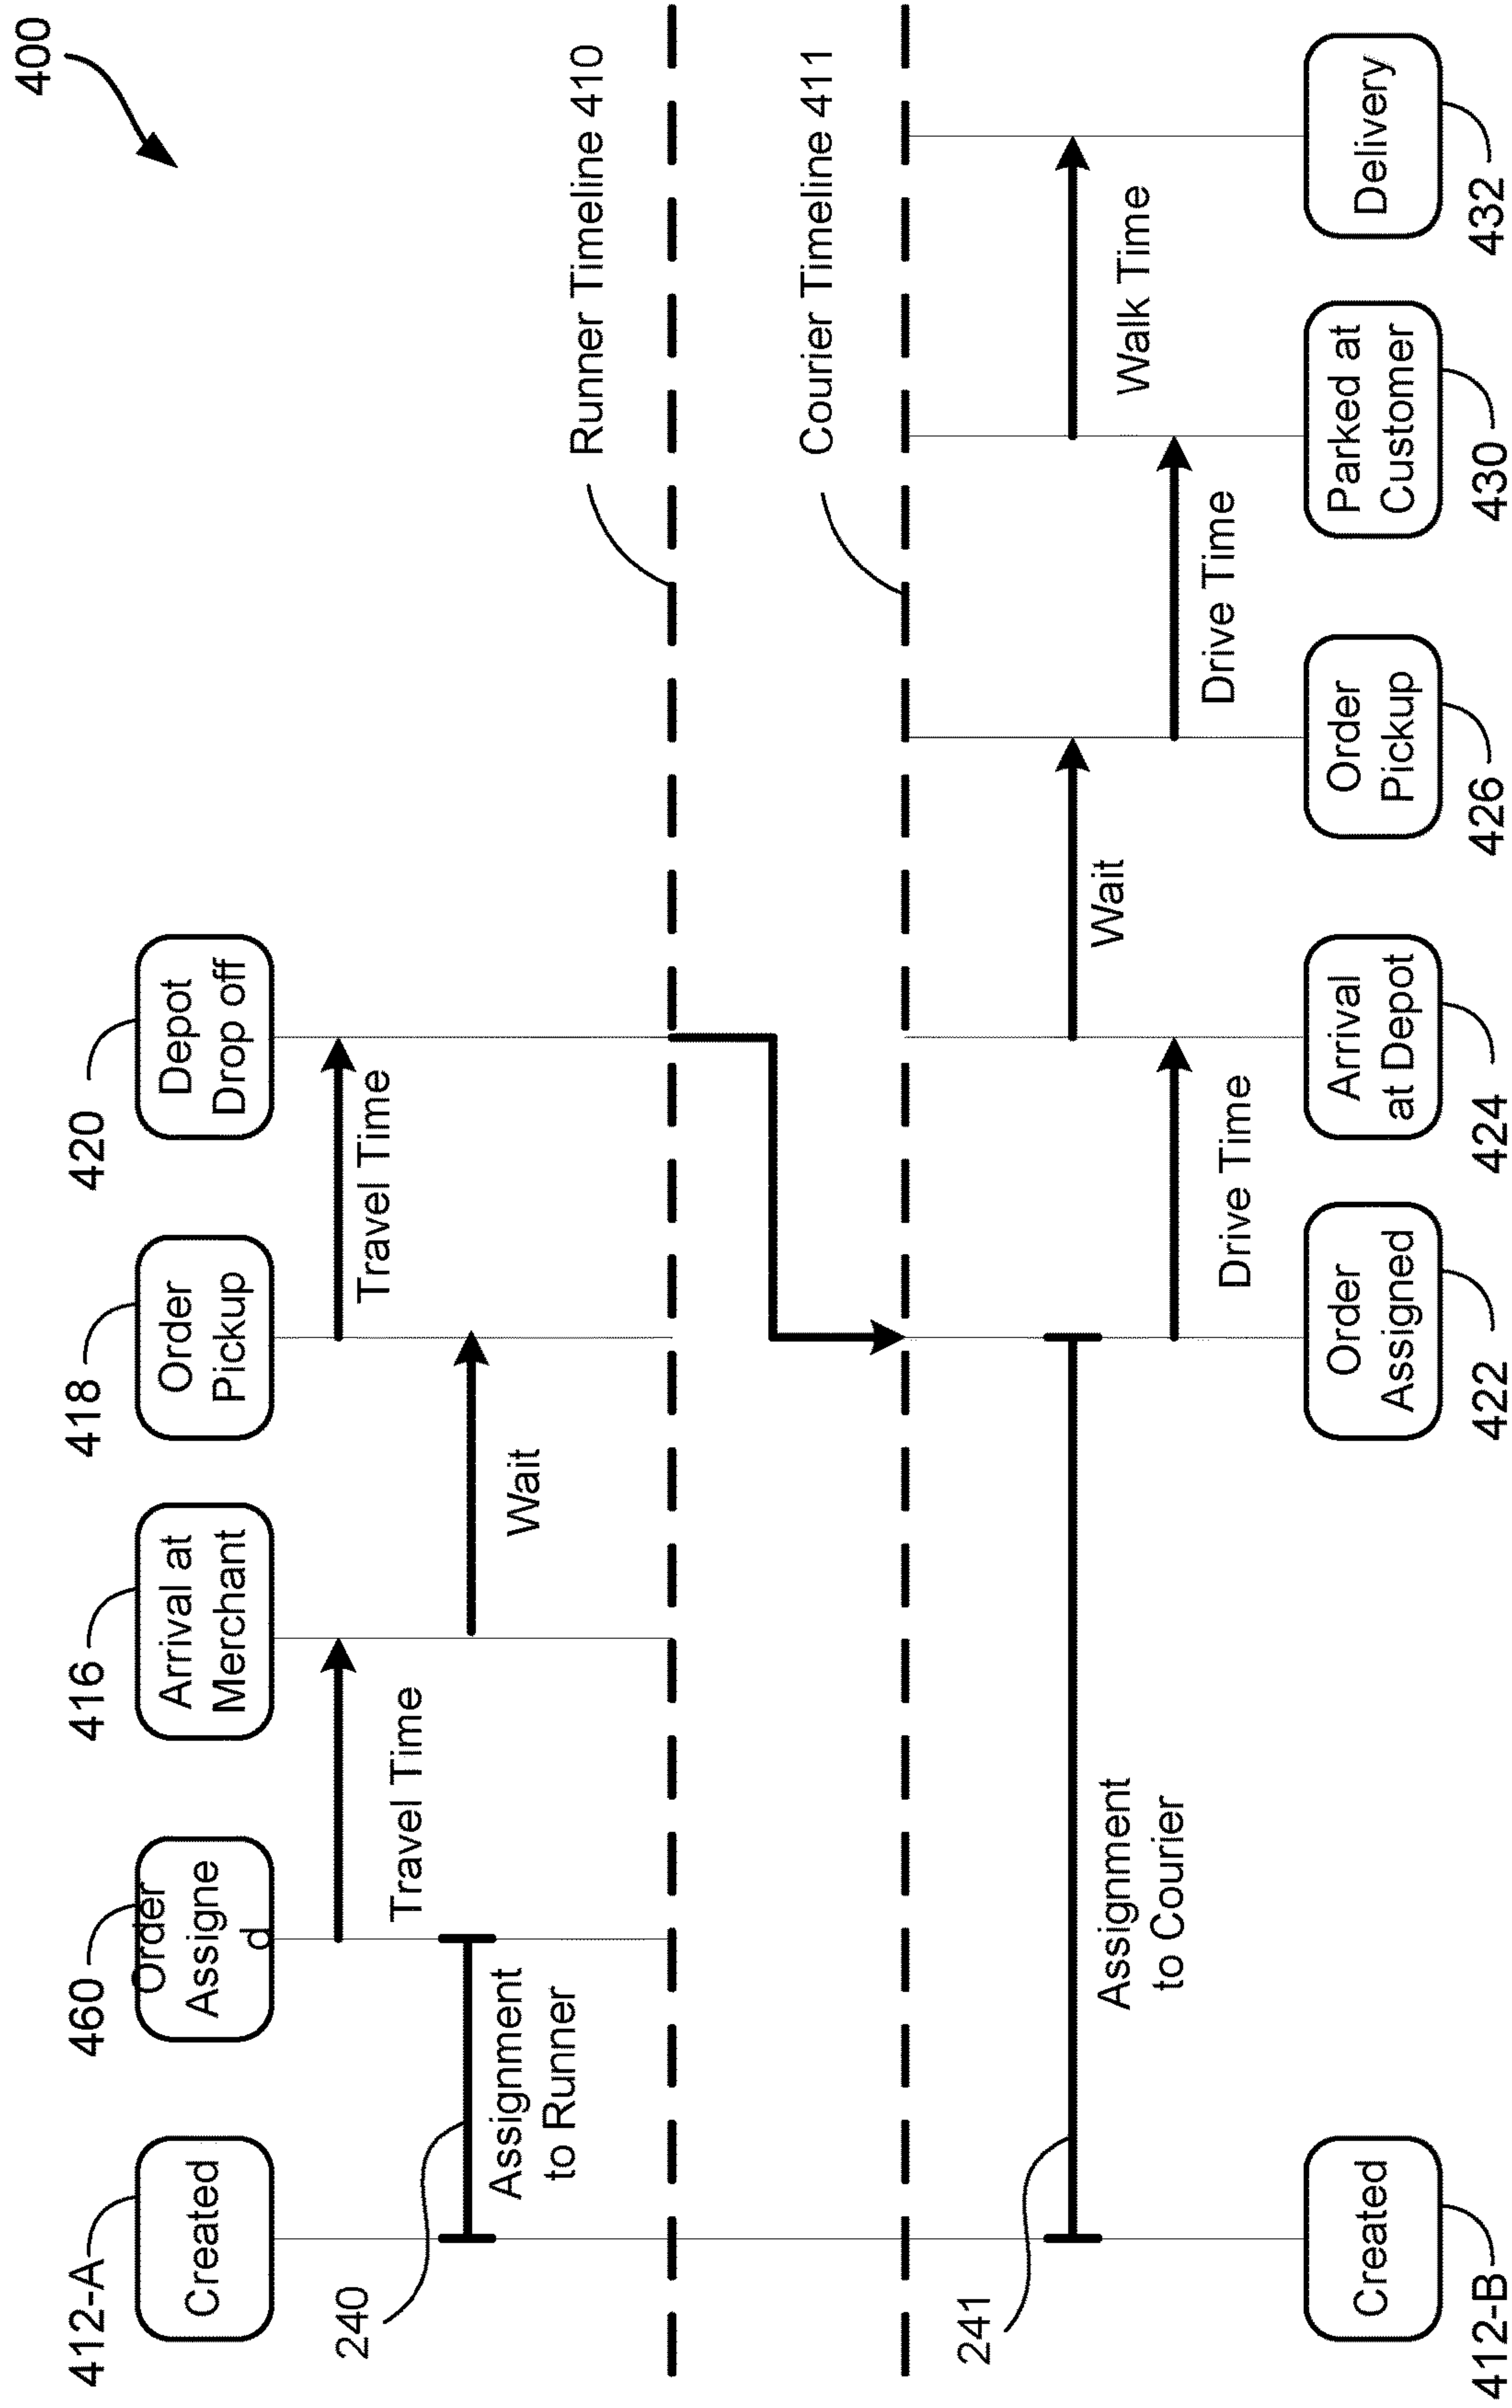 400
412-A
460
416
418
420
Created
Order
Assigne
d
Arrival at
Merchant
Order
Pickup
Depot
Drop off
240
Assignment
to Runner
Travel Time
Wait
Travel Time
Runner Timeline 410
Courier Timeline 411
241
Assignment
to Courier
Drive Time
Wait
Drive Time
Walk Time
Created
Order
Assigned
Arrival
at Depot
Order
Pickup
Parked at
Customer
Delivery
412-B
422
424
426
430
432